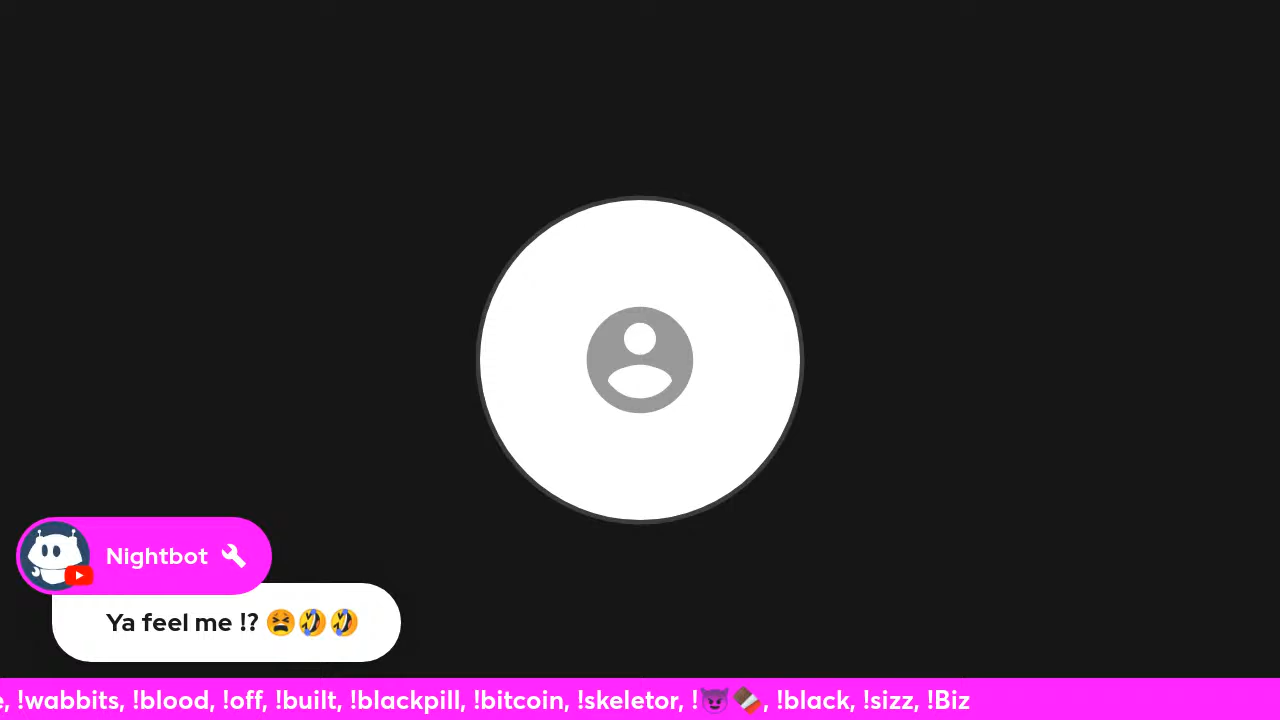 Nightbot
Ya feel me !? 😫🤣🤣
e, !wabbits, !blood, !off, !built, !blackpill, !bitcoin, !skeletor, !😈🍫, !black, !sizz, !Biz